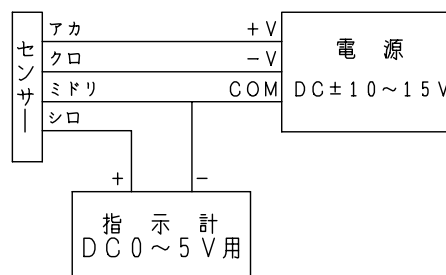 センサー
アカ
+V
クロ
-V
ミドリ
COM
シロ
電源
DC±10~15V
+
-
指示計
DC0~5V用